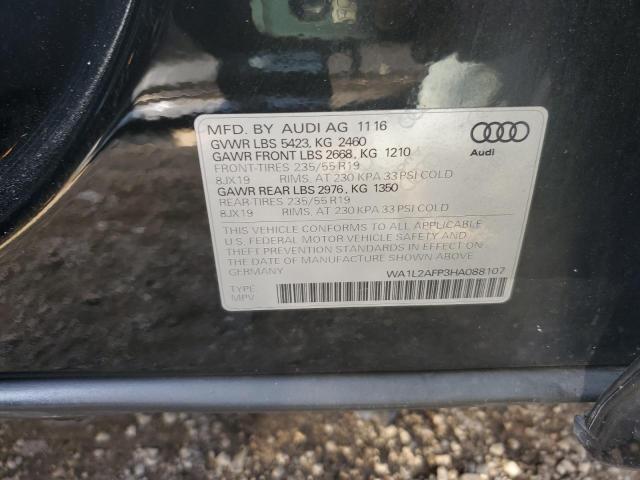 MFD. BY AUDI AG 11 16
GVWR LBS 5423, KG 2460
GAWR FRONT LBS 2668, KG 1210
FRONT-TIRES 235/55 R19
8JX19 RIMS, AT 230 KPA 33 PSI COLD
GAWR REAR LBS 2976, KG 1350
REAR-TIRES 235/55 R19
8JX19 RIMS, AT 230 KPA 33 PSI COLD
Audi
THIS VEHICLE CONFORMS TO ALL APPLICABLE
U.S. FEDERAL MOTOR VEHICLE SAFETY AND
THEFT PREVENTION STANDARDS IN EFFECT ON
THE DATE OF MANUFACTURE SHOWN ABOVE
GERMANY
WA1L2AFP3HA088107
TYPE:
MPV